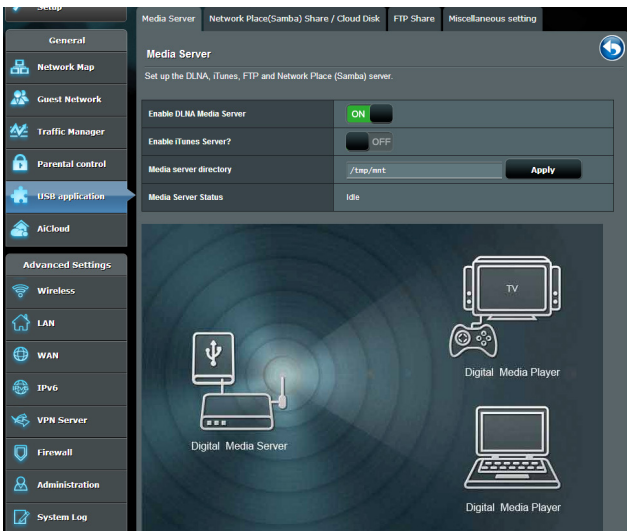 Setup
General
Network Map
Guest Network
Traffic Manager
Parental control
USB application
AiCloud
Advanced Settings
Wireless
LAN
WAN
IPv6
VPN Server
Firewall
Administration
System Log
Media Server
Network Place(Samba) Share / Cloud Disk
FTP Share
Miscellaneous setting
Media Server
Set up the DLNA, iTunes, FTP and Network Place (Samba) server.
Enable DLNA Media Server
ON
Enable iTunes Server?
OFF
Media server directory
/tmp/mnt
Apply
Media Server Status
Idle
TV
Digital Media Player
Digital Media Server
Digital Media Player